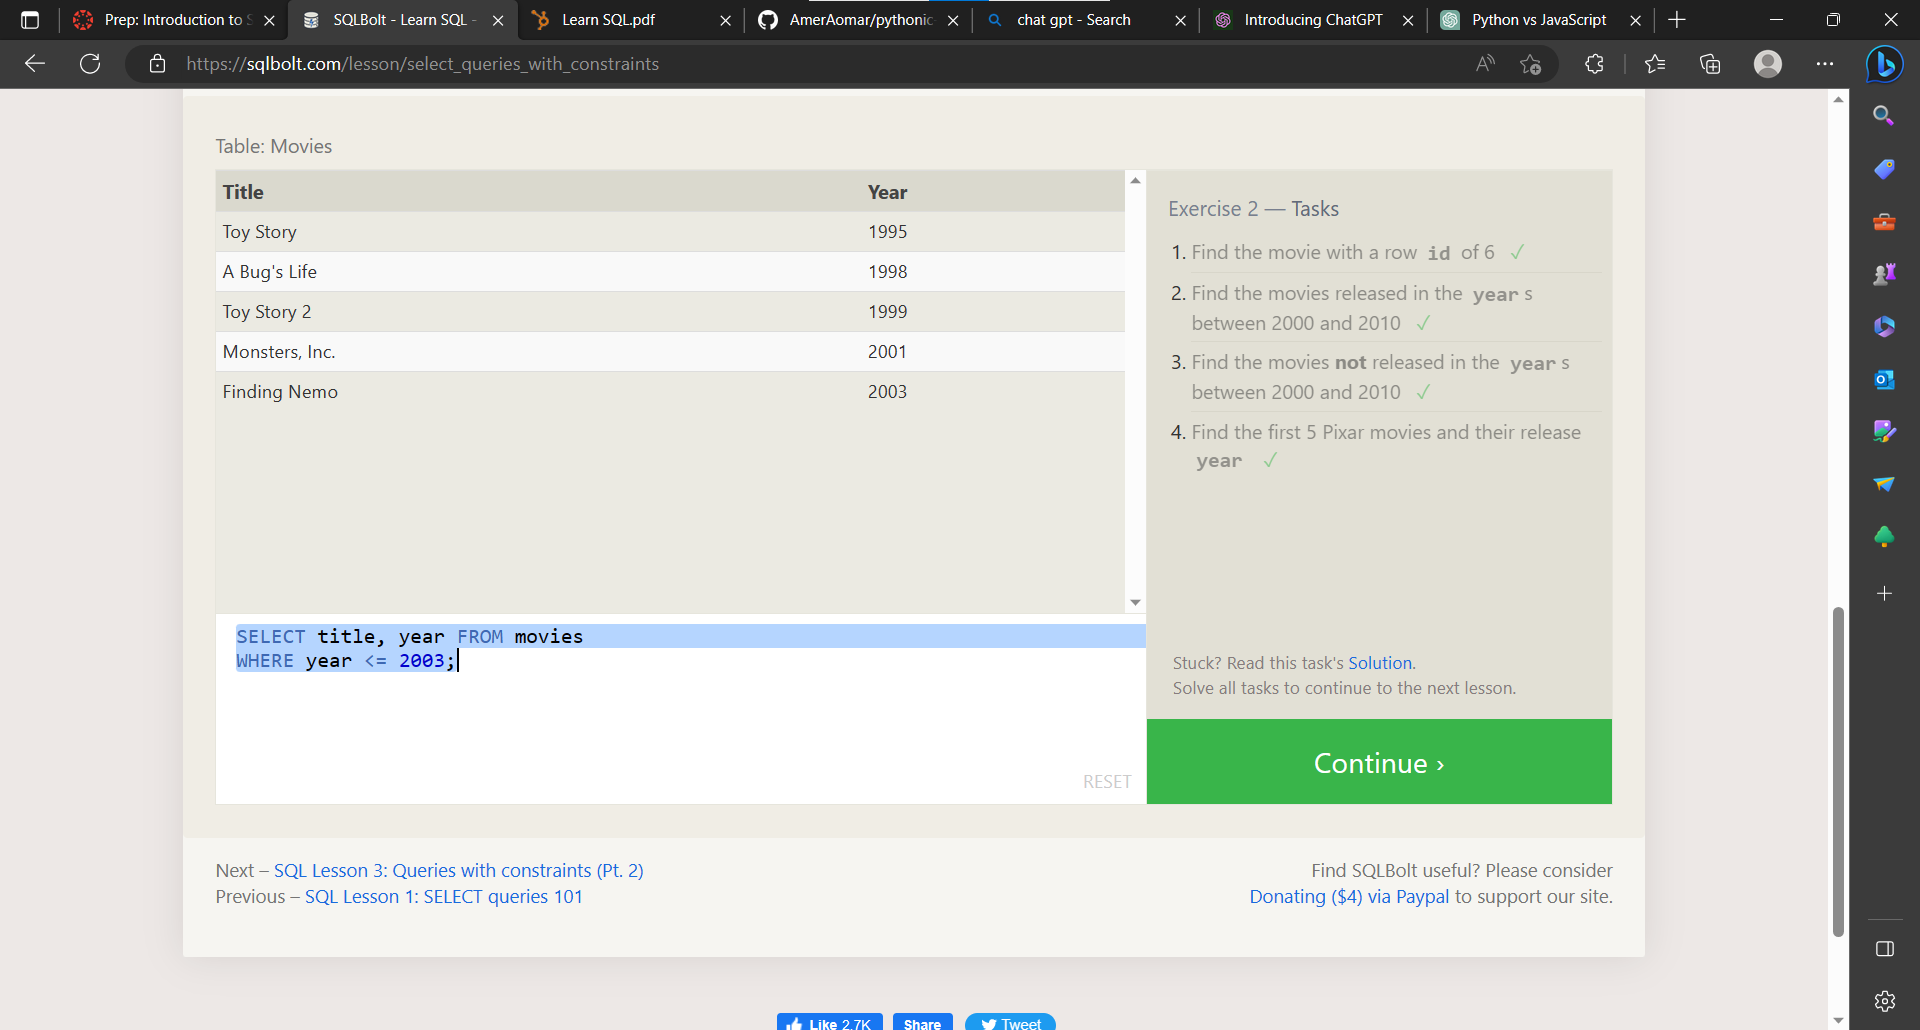 Prep: Introduction to S
SQLBolt - Learn SQL -
Learn SQL.pdf
AmerAomar/pythonic
chat gpt - Search
Introducing ChatGPT
Python vs JavaScript
https://sqlbolt.com/lesson/select_queries_with_constraints
Table: Movies
Title Year
Toy Story 1995
A Bug's Life 1998
Toy Story 2 1999
Monsters, Inc. 2001
Finding Nemo 2003
SELECT title, year FROM movies
WHERE year <= 2003;
RESET
Exercise 2 — Tasks
1. Find the movie with a row id of 6 ✓
2. Find the movies released in the year s
between 2000 and 2010 ✓
3. Find the movies not released in the year s
between 2000 and 2010 ✓
4. Find the first 5 Pixar movies and their release
year ✓
Stuck? Read this task's Solution.
Solve all tasks to continue to the next lesson.
Continue ›
Next – SQL Lesson 3: Queries with constraints (Pt. 2)
Previous – SQL Lesson 1: SELECT queries 101
Find SQLBolt useful? Please consider
Donating ($4) via Paypal to support our site.
Like 2.7K
Share
Tweet